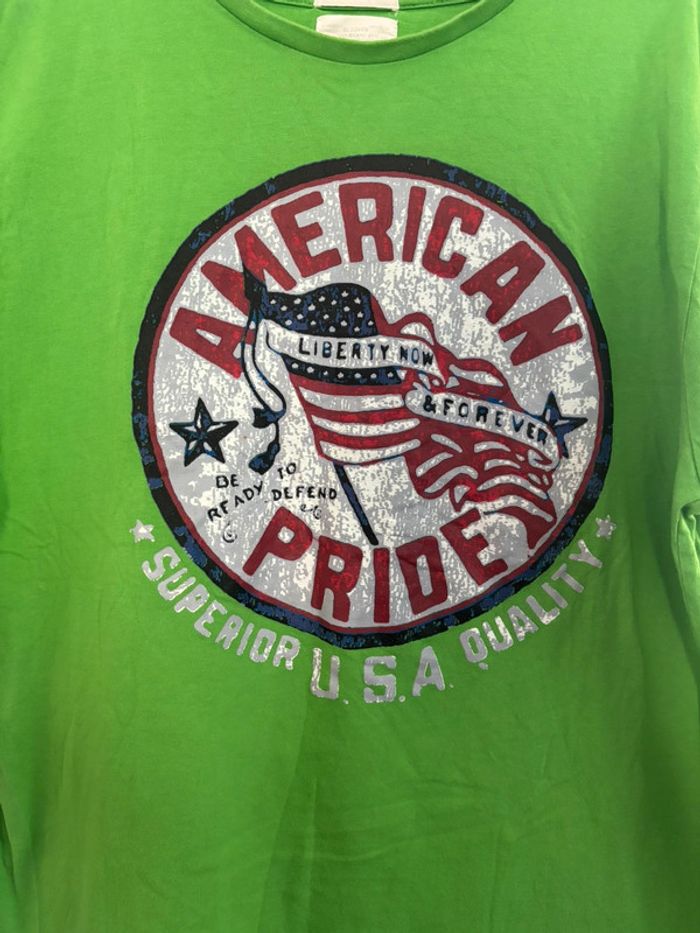 AMERICAN
LIBERTY NOW
& FOREVER
BE
READY TO
DEFEND
PRIDE
SUPERIOR U.S.A. QUALITY